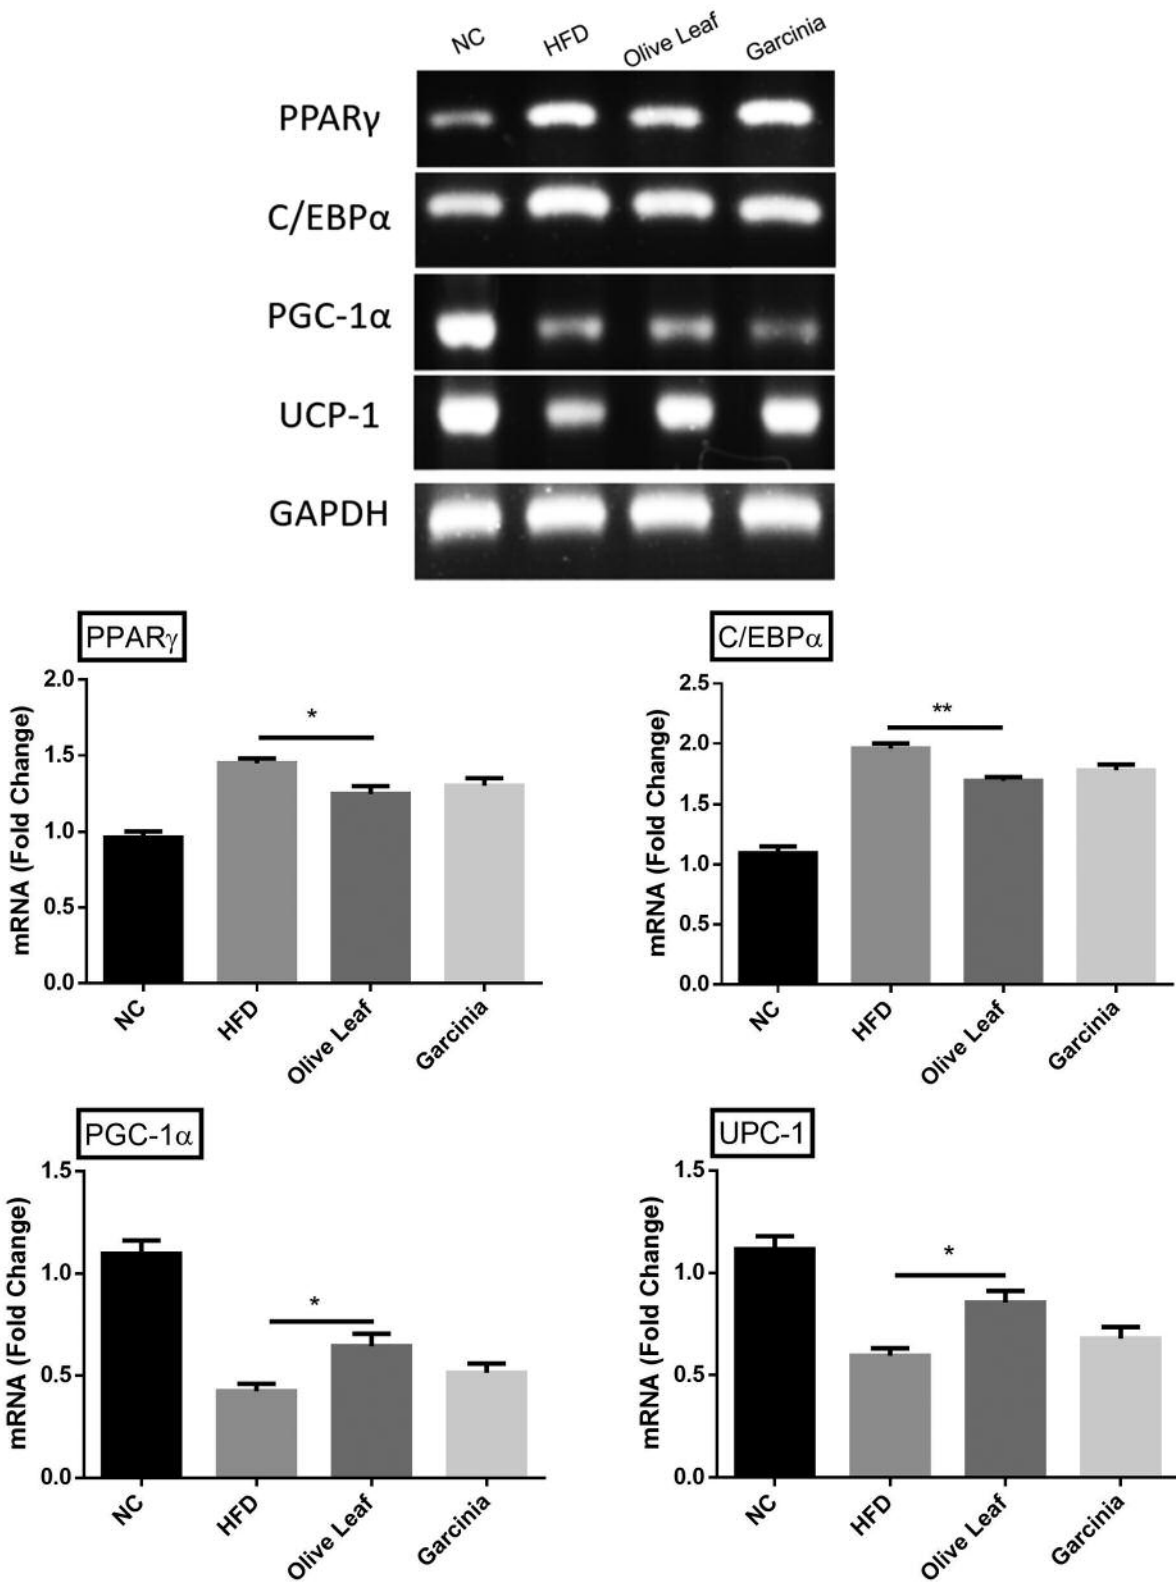 NC HFD Olive Leaf Garcinia
PPARγ
C/EBPα
PGC-1α
UCP-1
GAPDH
PPARγ
mRNA (Fold Change)
2.0
1.5
1.0
0.5
0.0
*
NC HFD Olive Leaf Garcinia
C/EBPα
mRNA (Fold Change)
2.5
2.0
1.5
1.0
0.5
0.0
**
NC HFD Olive Leaf Garcinia
PGC-1α
mRNA (Fold Change)
1.5
1.0
0.5
0.0
*
NC HFD Olive Leaf Garcinia
UPC-1
mRNA (Fold Change)
1.5
1.0
0.5
0.0
*
NC HFD Olive Leaf Garcinia